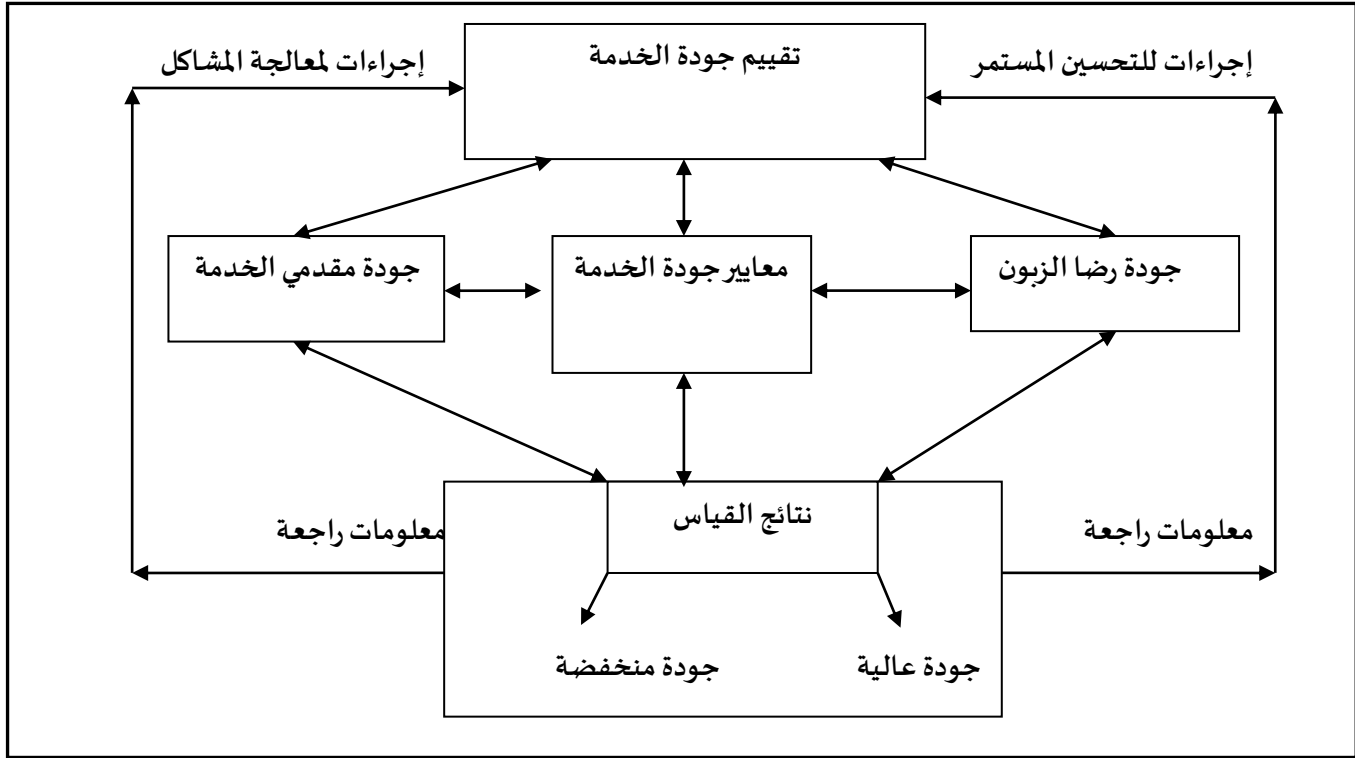 تقييم جودة الخدمة
إجراءات للتحسين المستمر
إجراءات لمعالجة المشاكل
جودة رضا الزبون
معايير جودة الخدمة
جودة مقدمي الخدمة
نتائج القياس
معلومات راجعة
معلومات راجعة
جودة عالية
جودة منخفضة